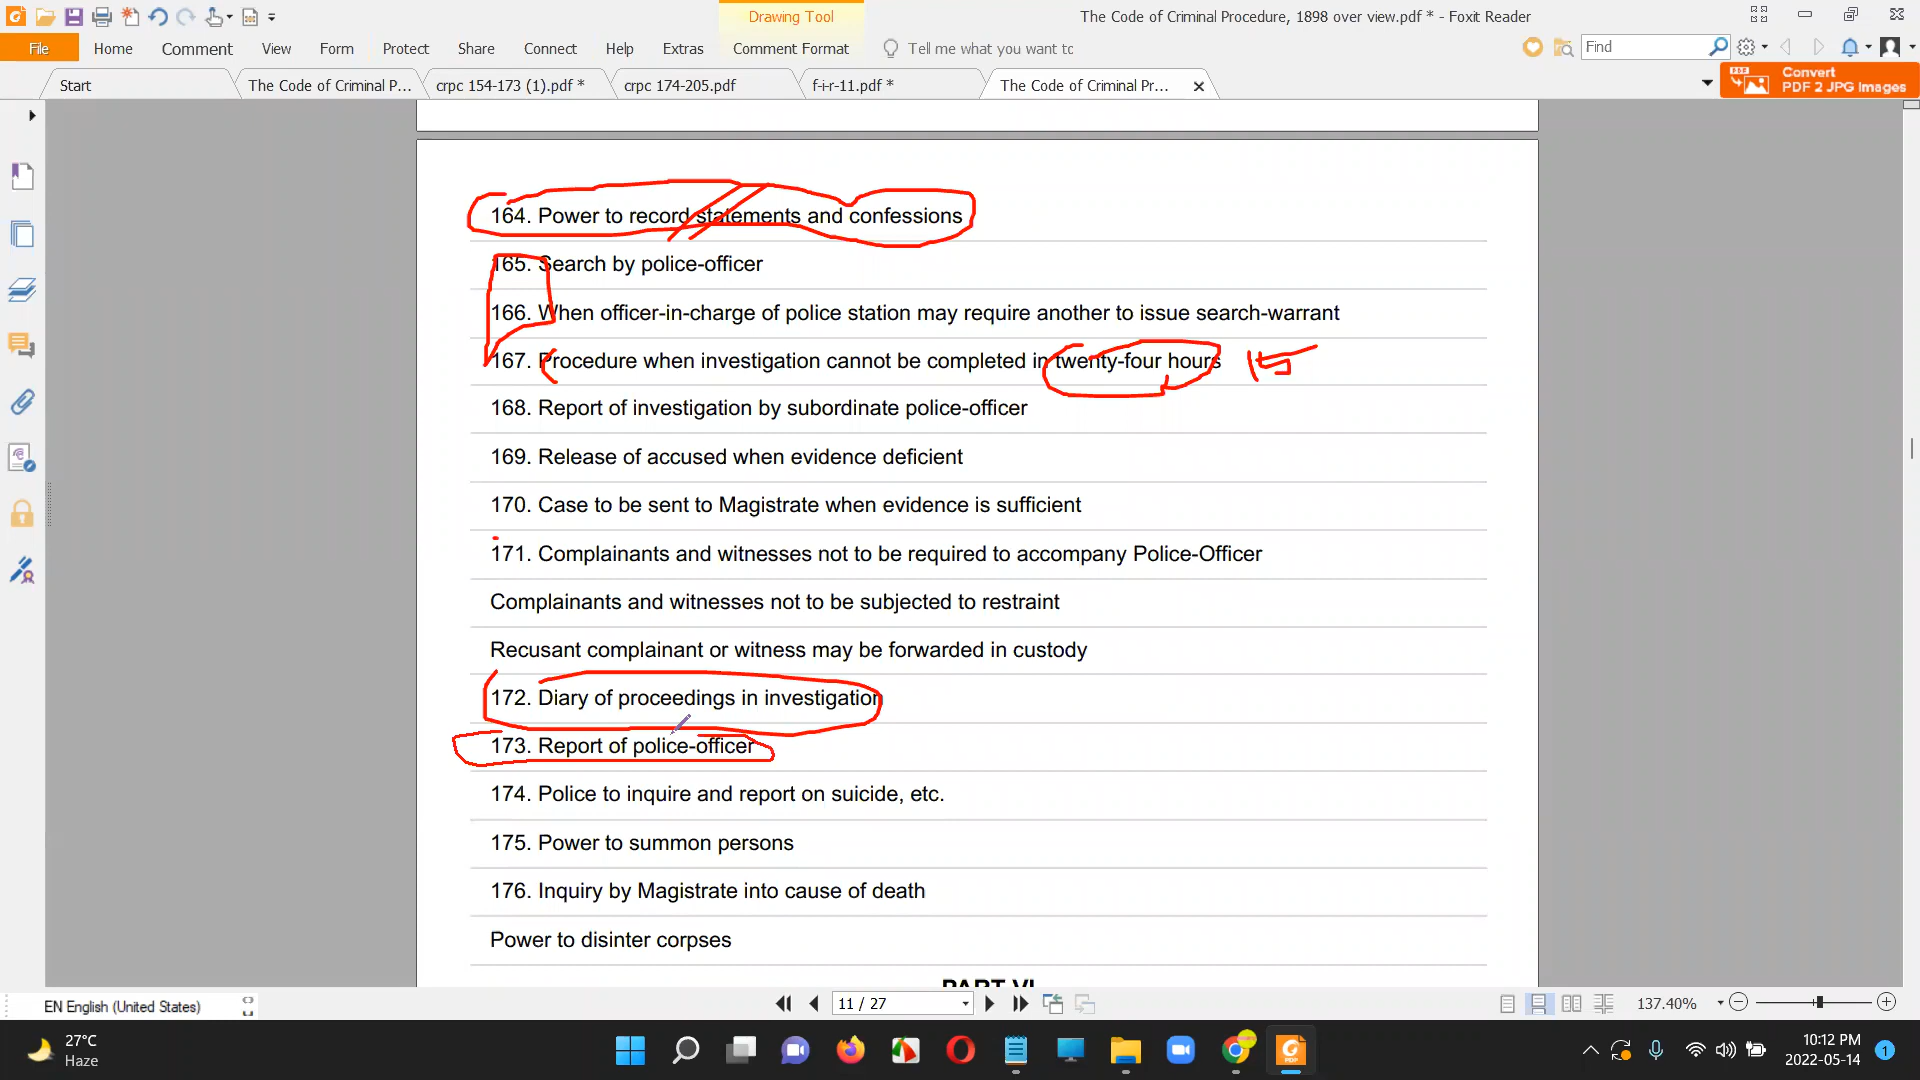 The Code of Criminal Procedure, 1898 over view.pdf * - Foxit Reader
Drawing Tool
File Home Comment View Form Protect Share Connect Help Extras Comment Format Tell me what you want to Find
Start The Code of Criminal P... crpc 154-173 (1).pdf * crpc 174-205.pdf f-i-r-11.pdf * The Code of Criminal Pr...
Convert
PDF 2 JPG Images
164. Power to record statements and confessions
165. Search by police-officer
166. When officer-in-charge of police station may require another to issue search-warrant
167. Procedure when investigation cannot be completed in twenty-four hours 15
168. Report of investigation by subordinate police-officer
169. Release of accused when evidence deficient
170. Case to be sent to Magistrate when evidence is sufficient
171. Complainants and witnesses not to be required to accompany Police-Officer
Complainants and witnesses not to be subjected to restraint
Recusant complainant or witness may be forwarded in custody
172. Diary of proceedings in investigation
173. Report of police-officer
174. Police to inquire and report on suicide, etc.
175. Power to summon persons
176. Inquiry by Magistrate into cause of death
Power to disinter corpses
PART VI
EN English (United States)
11 / 27
137.40%
27°C
Haze
10:12 PM
2022-05-14
1